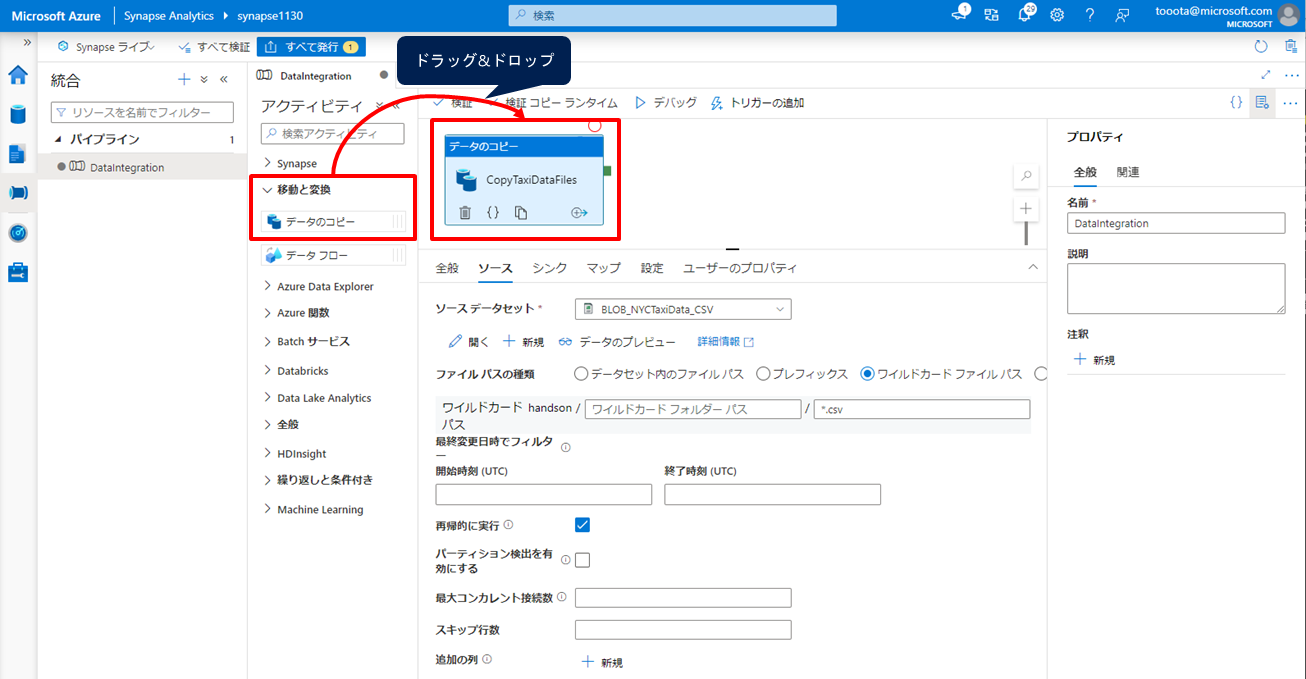 Microsoft Azure
Synapse Analytics
synapse1130
検索
1
29
tooota@microsoft.com
MICROSOFT
Synapse ライブ
すべて検証
すべて発行
1
統合
リソースを名前でフィルター
パイプライン
1
DataIntegration
DataIntegration
アクティビティ
検索アクティビティ
Synapse
移動と変換
データのコピー
データ フロー
Azure Data Explorer
Azure 関数
Batch サービス
Databricks
Data Lake Analytics
全般
HDInsight
繰り返しと条件付き
Machine Learning
ドラッグ&ドロップ
検証
検証 コピー ランタイム
デバッグ
トリガーの追加
データのコピー
CopyTaxiDataFiles
全般
ソース
シンク
マップ
設定
ユーザーのプロパティ
ソース データセット *
BLOB_NYCTaxiData_CSV
開く
新規
データのプレビュー
詳細情報
ファイル パスの種類
データセット内のファイル パス
プレフィックス
ワイルドカード ファイル パス
ワイルドカード パス
handson /
ワイルドカード フォルダー パス
/
*.csv
最終変更日時でフィルター
開始時刻 (UTC)
終了時刻 (UTC)
再帰的に実行
パーティション検出を有効にする
最大コンカレント接続数
スキップ行数
追加の列
新規
プロパティ
全般
関連
名前 *
DataIntegration
説明
注釈
新規